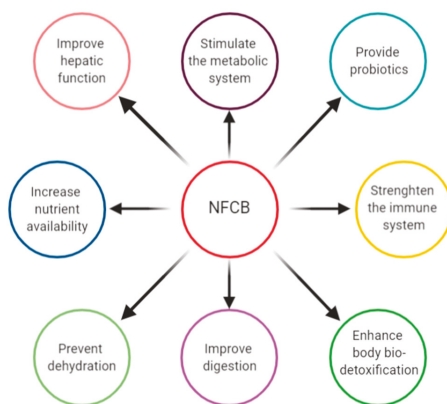 Improve
hepatic
function
Stimulate
the metabolic
system
Provide
probiotics
Increase
nutrient
availability
NFCB
Strenghten
the immune
system
Prevent
dehydration
Improve
digestion
Enhance
body bio-
detoxification